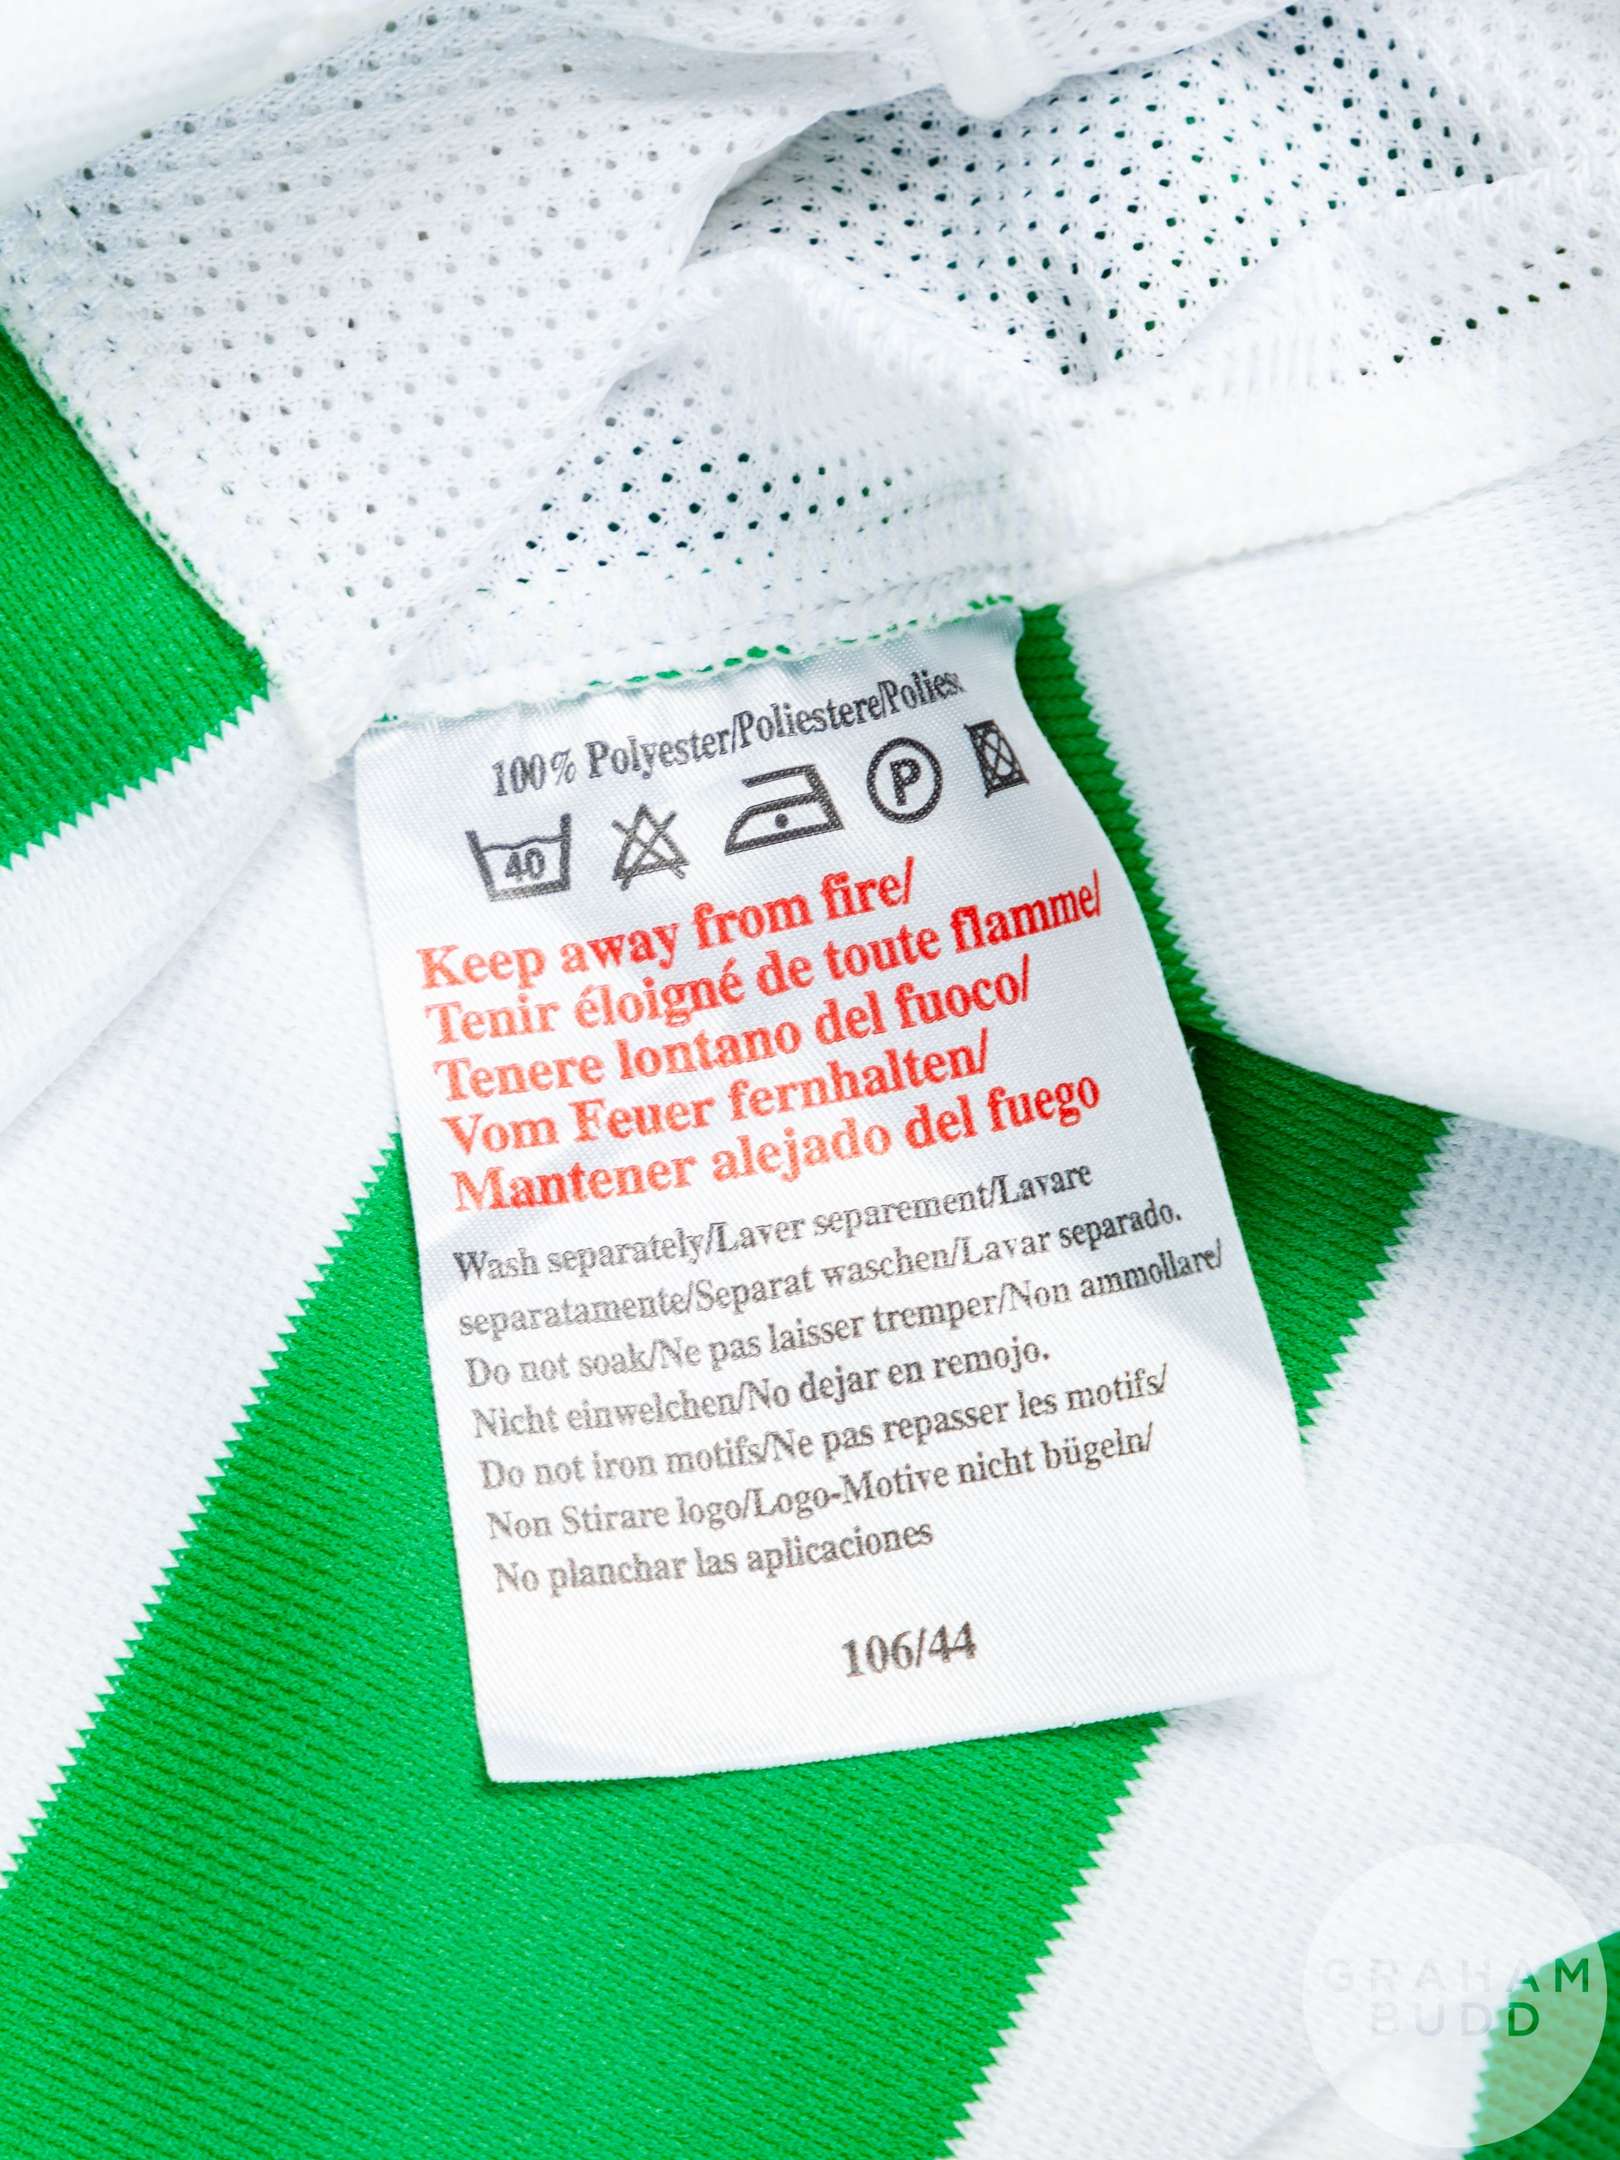 100% Polyester/Poliestere/Polies
40
P
Keep away from fire/
Tenir éloigné de toute flamme/
Tenere lontano del fuoco/
Vom Feuer fernhalten/
Mantener alejado del fuego
Wash separately/Laver separement/Lavare
separatamente/Separat waschen/Lavar separado.
Do not soak/Ne pas laisser tremper/Non ammollare/
Nicht einwelchen/No dejar en remojo.
Do not iron motifs/Ne pas repasser les motifs/
Non Stirare logo/Logo-Motive nicht bügeln/
No planchar las aplicaciones
106/44
GRAHAM
BUDD